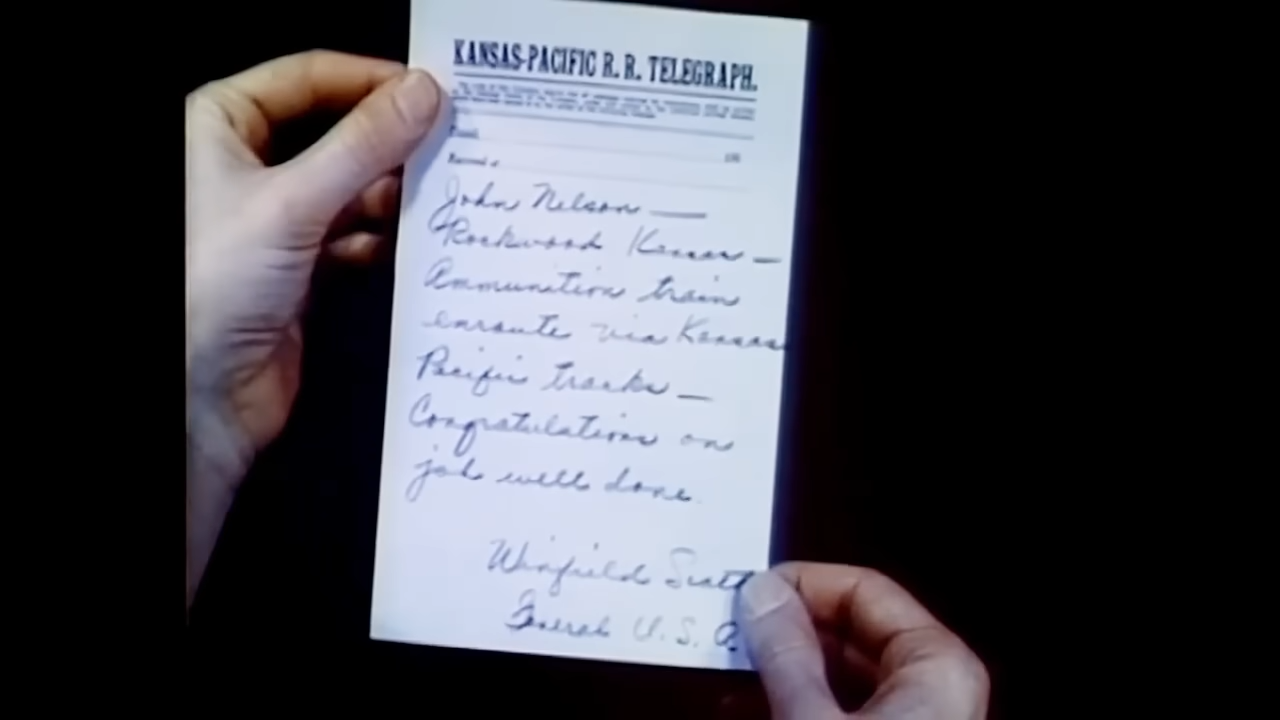 KANSAS-PACIFIC R. R. TELEGRAPH.
John Nelson —
Rockwood Kansas —
Ammunition train
enroute via Kansas
Pacific tracks —
Congratulations on
job well done.
Winfield Scott
General U. S. A.